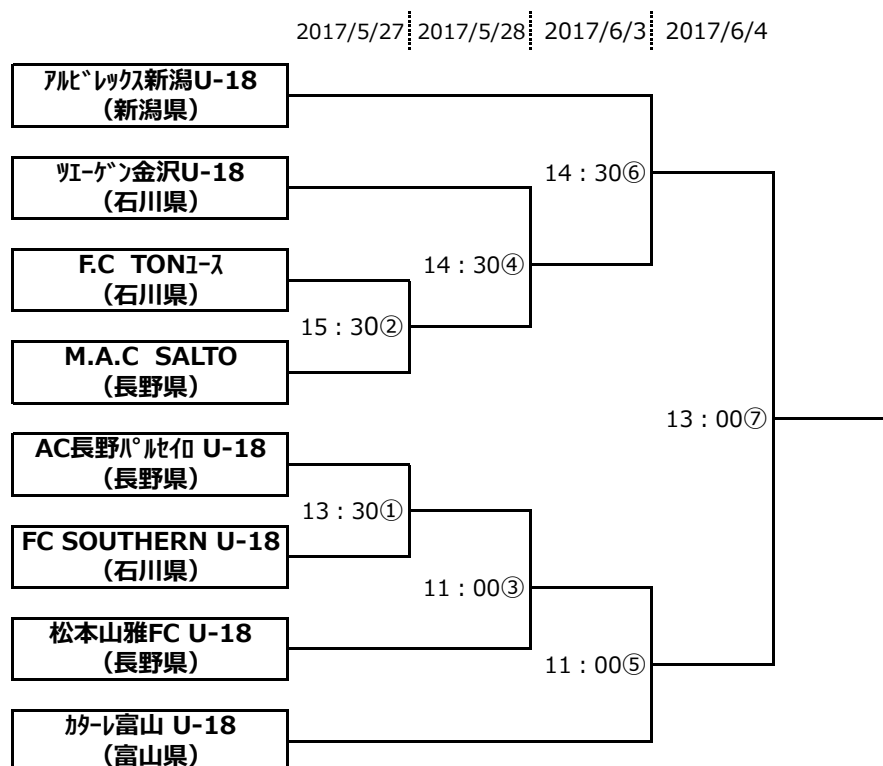 2017/5/27 2017/5/28 2017/6/3 2017/6/4
ｱﾙﾋﾞﾚｯｸｽ新潟U-18
（新潟県）
14：30⑥
ﾂｴｰｹﾞﾝ金沢U-18
（石川県）
14：30④
F.C TONﾕｰｽ
（石川県）
15：30②
M.A.C SALTO
（長野県）
13：00⑦
AC長野ﾊﾟﾙｾｲﾛ U-18
（長野県）
13：30①
FC SOUTHERN U-18
（石川県）
11：00③
松本山雅FC U-18
（長野県）
11：00⑤
ｶﾀｰﾚ富山 U-18
（富山県）